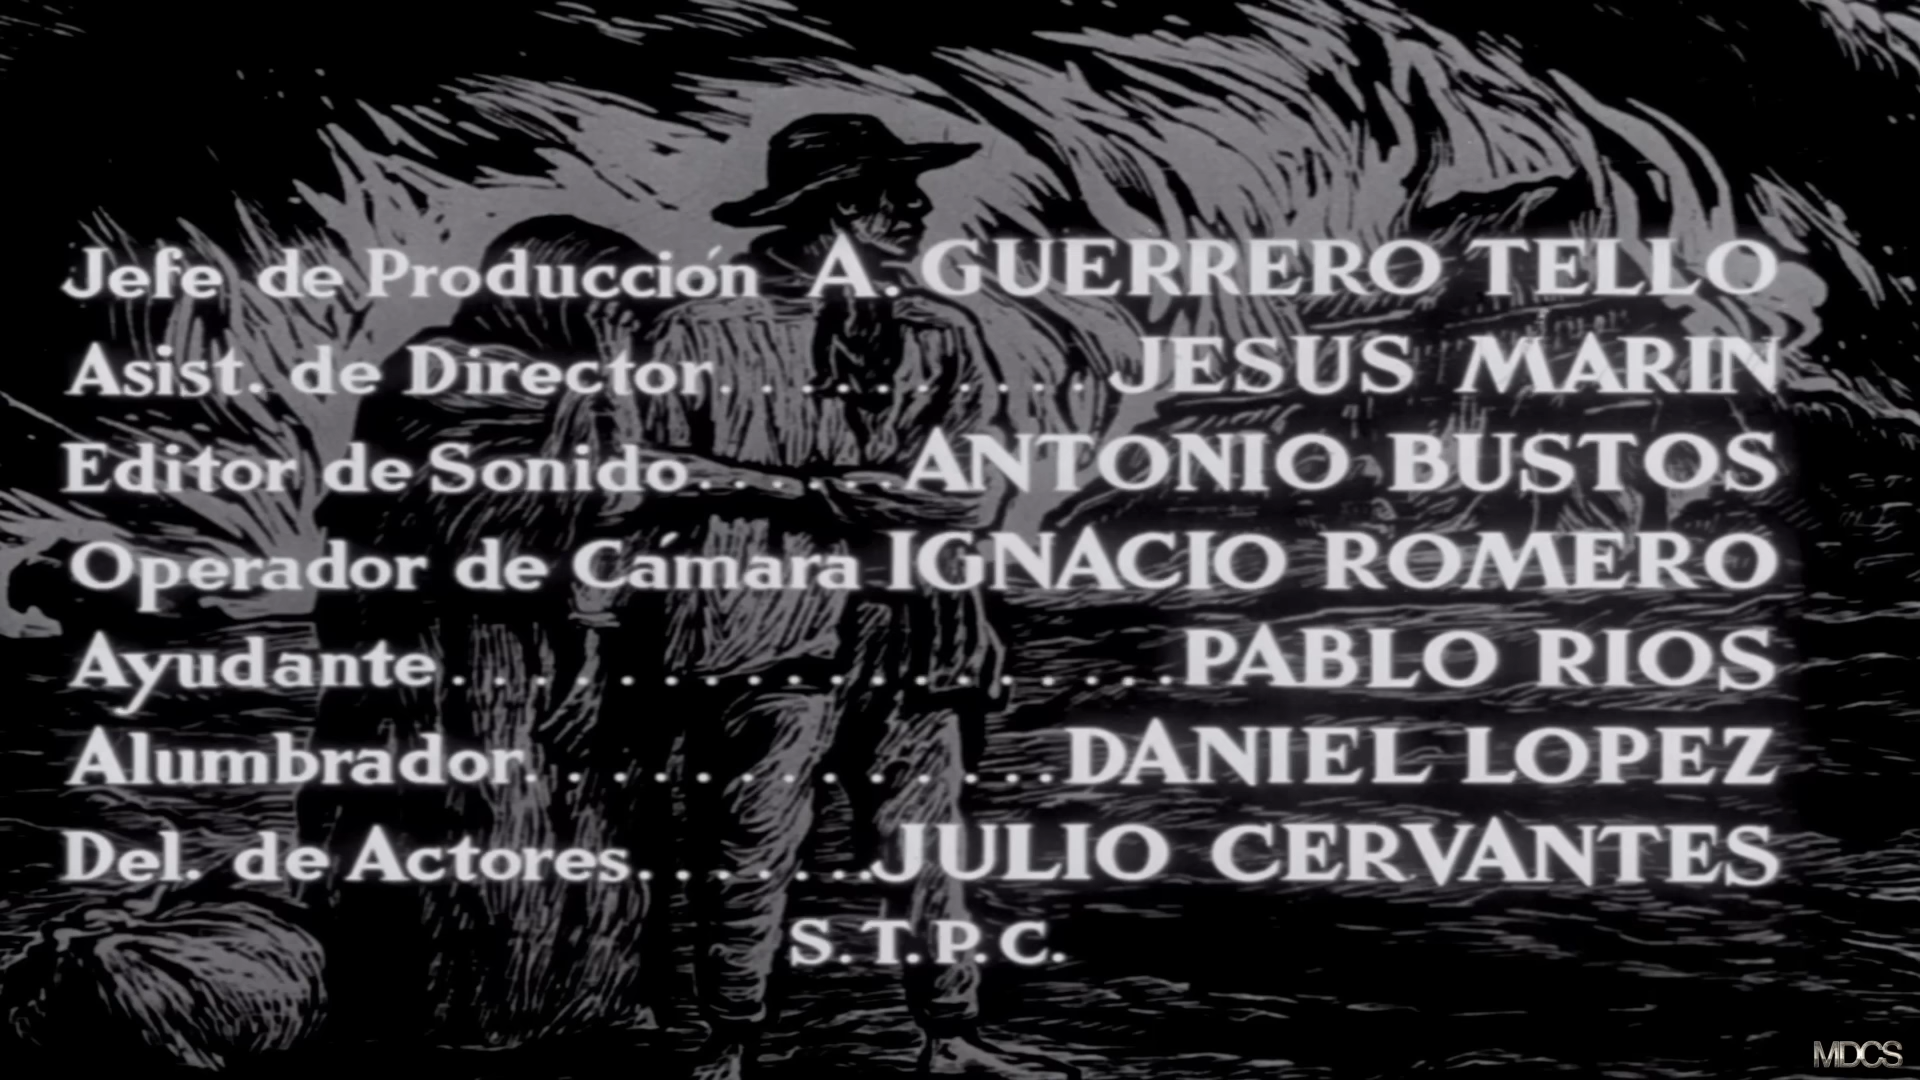 Jefe de Producción A. GUERRERO TELLO
Asist. de Director...........JESUS MARIN
Editor de Sonido......ANTONIO BUSTOS
Operador de Cámara IGNACIO ROMERO
Ayudante..................PABLO RIOS
Alumbrador.............DANIEL LOPEZ
Del. de Actores.......JULIO CERVANTES
S.T.P.C.
MDCS